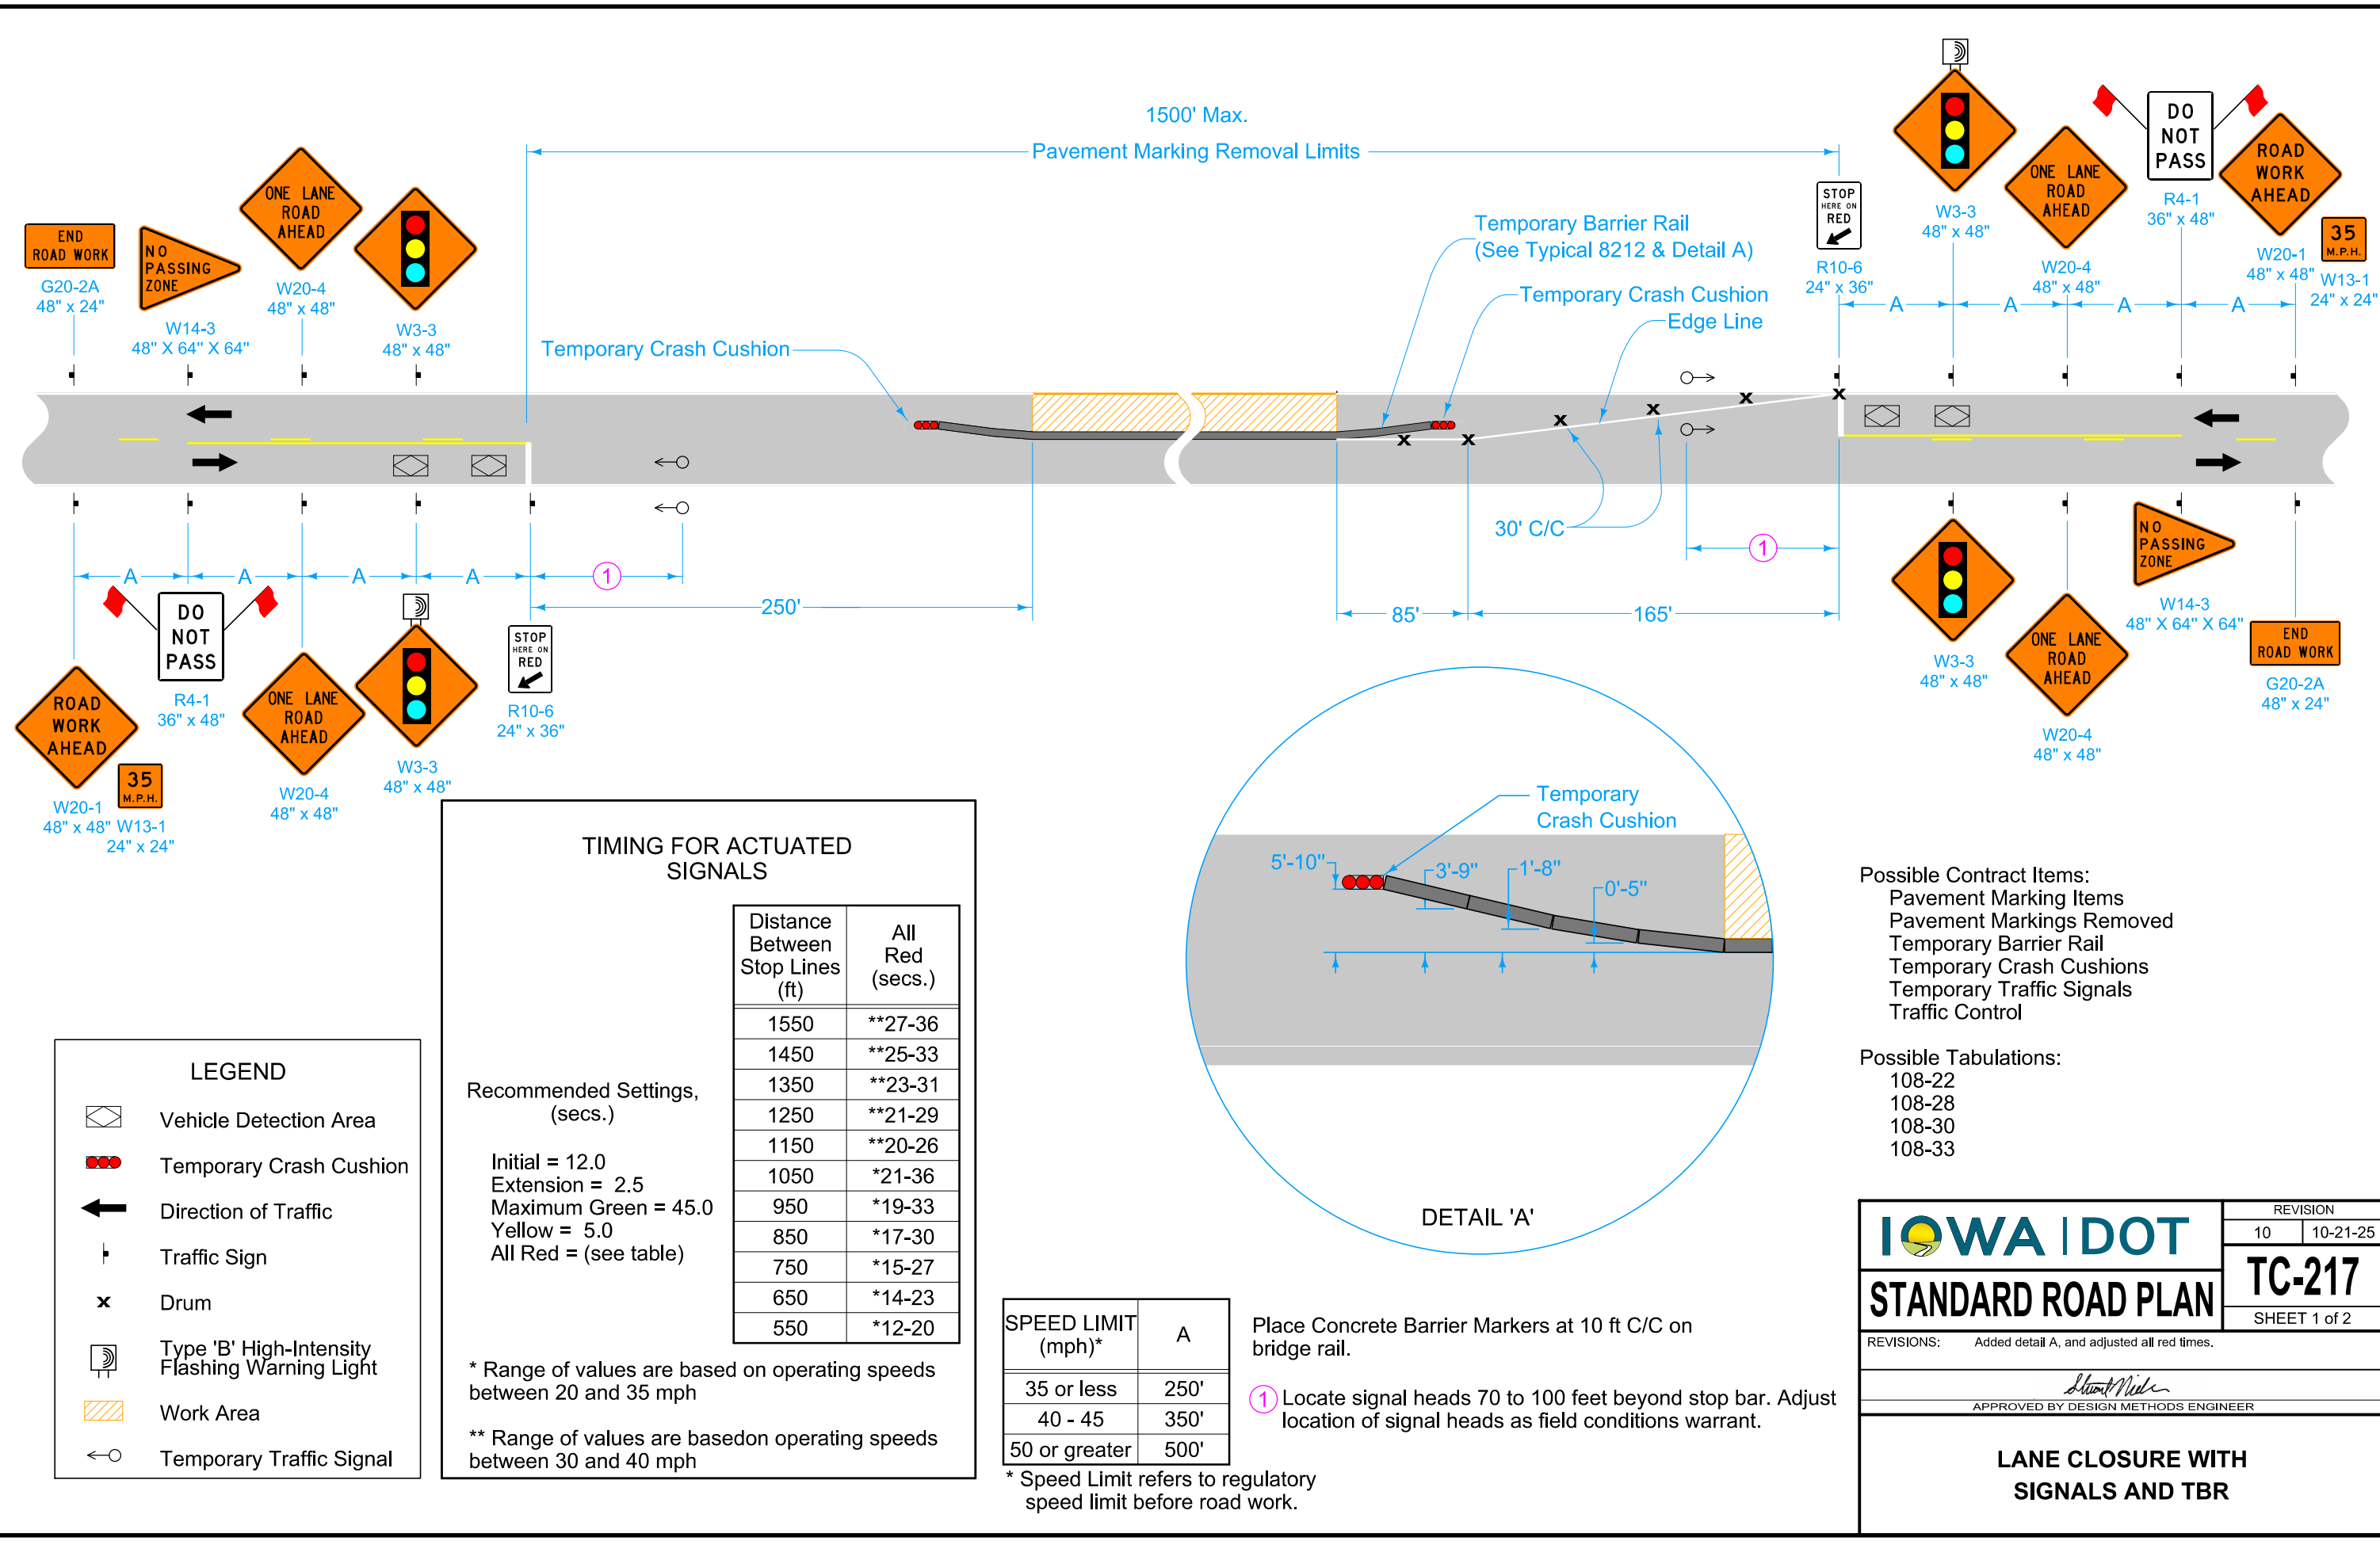 1500' Max.
Pavement Marking Removal Limits
END
ROAD WORK
G20-2A
48" x 24"
NO
PASSING
ZONE
W14-3
48" X 64" X 64"
ONE LANE
ROAD
AHEAD
W20-4
48" x 48"
W3-3
48" x 48"
Temporary Crash Cushion
Temporary Barrier Rail
(See Typical 8212 & Detail A)
Temporary Crash Cushion
Edge Line
STOP
HERE ON
RED
R10-6
24" x 36"
W3-3
48" x 48"
ONE LANE
ROAD
AHEAD
W20-4
48" x 48"
DO
NOT
PASS
R4-1
36" x 48"
ROAD
WORK
AHEAD
W20-1
48" x 48"
35
M.P.H.
W13-1
24" x 24"
A A A A
30' C/C
1
A A A A
1
250'
85'
165'
ROAD
WORK
AHEAD
W20-1
48" x 48"
35
M.P.H.
W13-1
24" x 24"
DO
NOT
PASS
R4-1
36" x 48"
ONE LANE
ROAD
AHEAD
W20-4
48" x 48"
W3-3
48" x 48"
STOP
HERE ON
RED
R10-6
24" x 36"
W3-3
48" x 48"
ONE LANE
ROAD
AHEAD
W20-4
48" x 48"
NO
PASSING
ZONE
W14-3
48" X 64" X 64"
END
ROAD WORK
G20-2A
48" x 24"
LEGEND
Vehicle Detection Area
Temporary Crash Cushion
Direction of Traffic
Traffic Sign
Drum
Type 'B' High-Intensity
Flashing Warning Light
Work Area
Temporary Traffic Signal
TIMING FOR ACTUATED
SIGNALS
Recommended Settings,
(secs.)
Initial = 12.0
Extension = 2.5
Maximum Green = 45.0
Yellow = 5.0
All Red = (see table)
Distance
Between
Stop Lines
(ft)
All
Red
(secs.)
1550 **27-36
1450 **25-33
1350 **23-31
1250 **21-29
1150 **20-26
1050 *21-36
950 *19-33
850 *17-30
750 *15-27
650 *14-23
550 *12-20
* Range of values are based on operating speeds
between 20 and 35 mph
** Range of values are basedon operating speeds
between 30 and 40 mph
Temporary
Crash Cushion
5'-10"
3'-9"
1'-8"
0'-5"
DETAIL 'A'
SPEED LIMIT
(mph)*
A
35 or less 250'
40 - 45 350'
50 or greater 500'
* Speed Limit refers to regulatory
speed limit before road work.
Place Concrete Barrier Markers at 10 ft C/C on
bridge rail.
1 Locate signal heads 70 to 100 feet beyond stop bar. Adjust
location of signal heads as field conditions warrant.
Possible Contract Items:
Pavement Marking Items
Pavement Markings Removed
Temporary Barrier Rail
Temporary Crash Cushions
Temporary Traffic Signals
Traffic Control
Possible Tabulations:
108-22
108-28
108-30
108-33
IOWA DOT
REVISION
10 10-21-25
STANDARD ROAD PLAN
TC-217
SHEET 1 of 2
REVISIONS: Added detail A, and adjusted all red times.
APPROVED BY DESIGN METHODS ENGINEER
LANE CLOSURE WITH
SIGNALS AND TBR